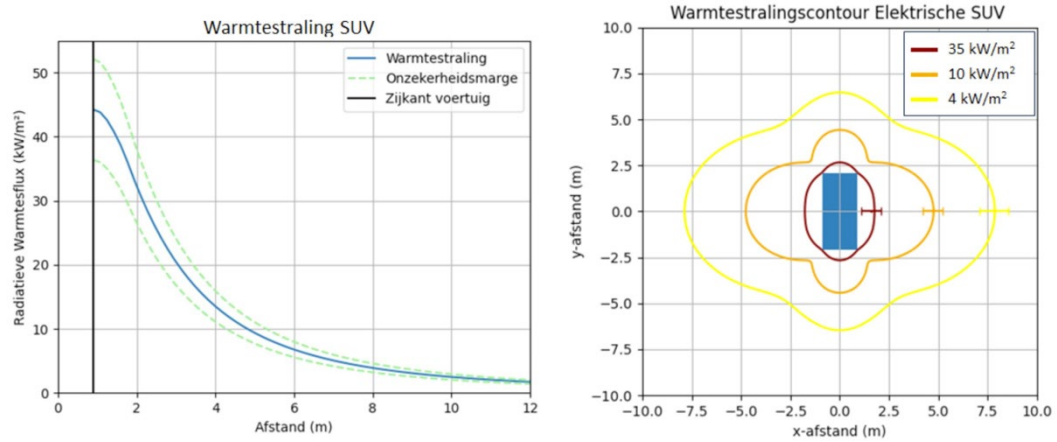 Warmtestraling SUV
Radiatieve Warmtesflux (kW/m²)
50
40
30
20
10
0
Warmtestraling
Onzekerheidsmarge
Zijkant voertuig
0 2 4 6 8 10 12
Afstand (m)
Warmtestralingscontour Elektrische SUV
y-afstand (m)
10.0
7.5
5.0
2.5
0.0
−2.5
−5.0
−7.5
−10.0
35 kW/m²
10 kW/m²
4 kW/m²
−10.0 −7.5 −5.0 −2.5 0.0 2.5 5.0 7.5 10.0
x-afstand (m)